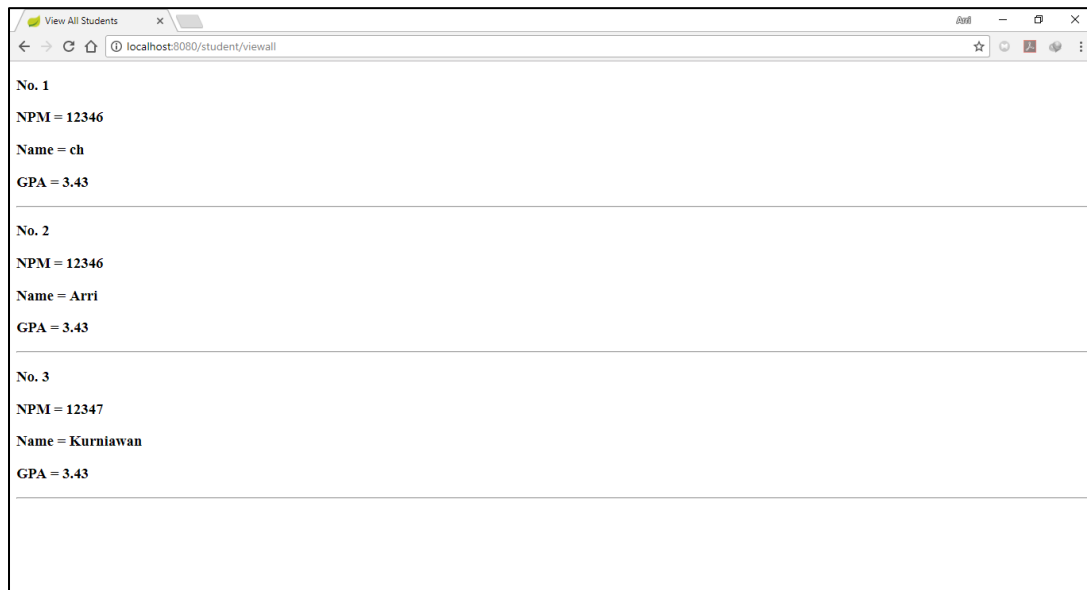 View All Students
localhost:8080/student/viewall
No. 1
NPM = 12346
Name = ch
GPA = 3.43
No. 2
NPM = 12346
Name = Arri
GPA = 3.43
No. 3
NPM = 12347
Name = Kurniawan
GPA = 3.43